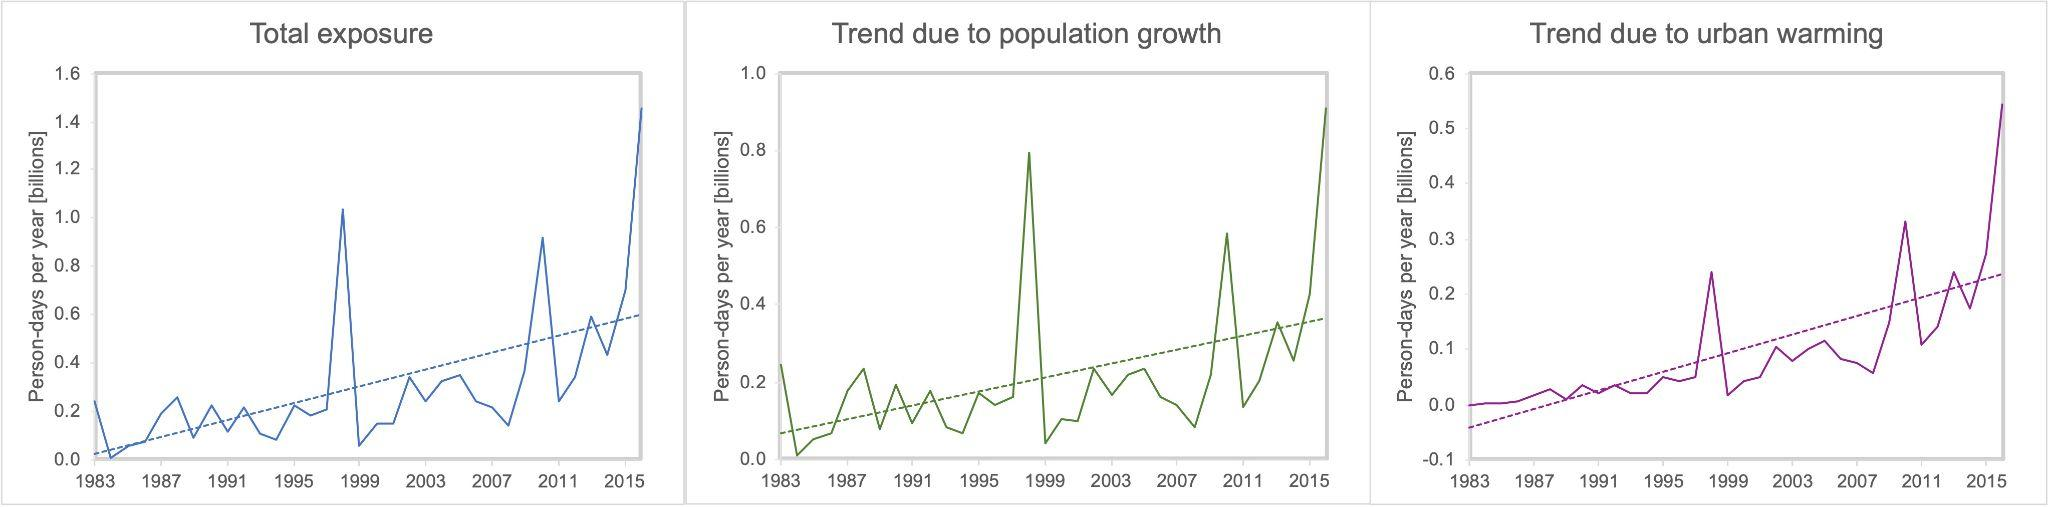 Total exposure
Person-days per year [billions]
1.6
1.4
1.2
1.0
0.8
0.6
0.4
0.2
0.0
1983 1987 1991 1995 1999 2003 2007 2011 2015
Trend due to population growth
Person-days per year [billions]
1.0
0.8
0.6
0.4
0.2
0.0
1983 1987 1991 1995 1999 2003 2007 2011 2015
Trend due to urban warming
Person-days per year [billions]
0.6
0.5
0.4
0.3
0.2
0.1
0.0
-0.1
1983 1987 1991 1995 1999 2003 2007 2011 2015